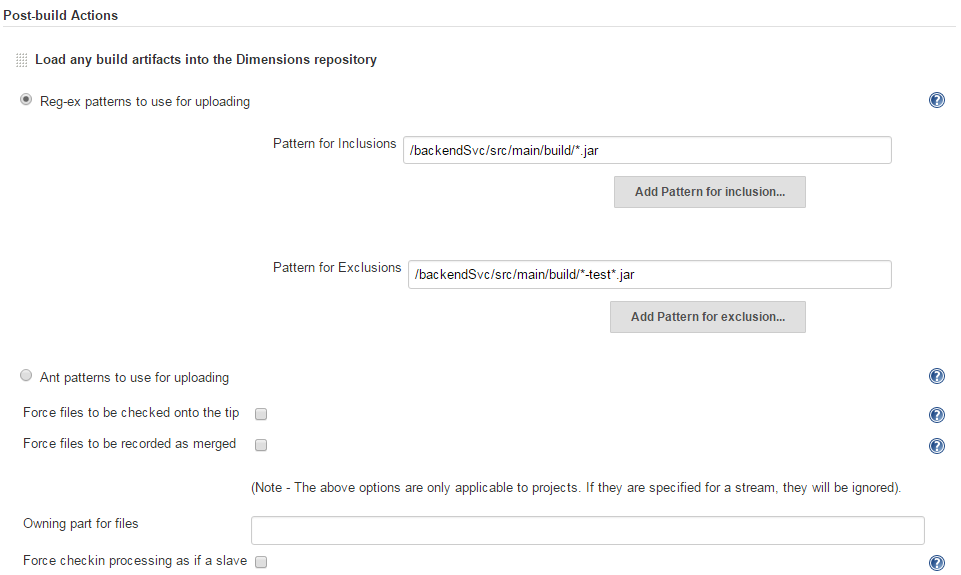 Post-build Actions
Load any build artifacts into the Dimensions repository
Reg-ex patterns to use for uploading
?
Pattern for Inclusions /backendSvc/src/main/build/*.jar
Add Pattern for inclusion...
Pattern for Exclusions /backendSvc/src/main/build/*-test*.jar
Add Pattern for exclusion...
Ant patterns to use for uploading
?
Force files to be checked onto the tip
?
Force files to be recorded as merged
?
(Note - The above options are only applicable to projects. If they are specified for a stream, they will be ignored).
Owning part for files
Force checkin processing as if a slave
?